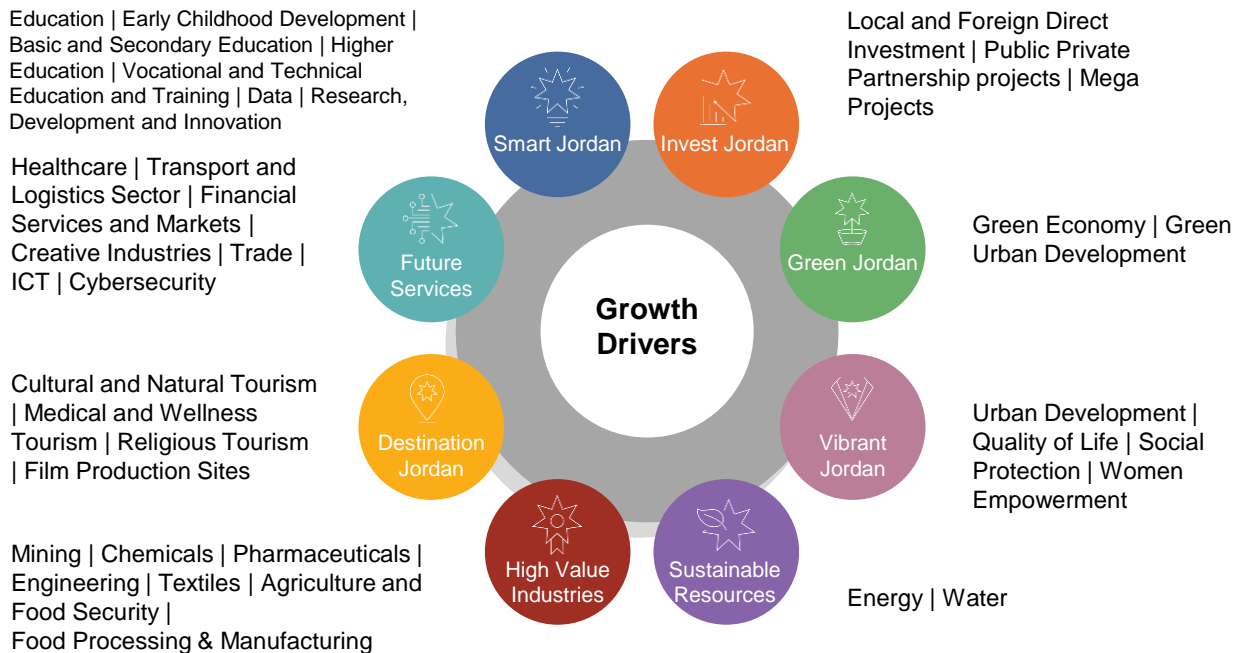 Education | Early Childhood Development |
Basic and Secondary Education | Higher
Education | Vocational and Technical
Education and Training | Data | Research,
Development and Innovation
Smart Jordan
Invest Jordan
Local and Foreign Direct
Investment | Public Private
Partnership projects | Mega
Projects
Healthcare | Transport and
Logistics Sector | Financial
Services and Markets |
Creative Industries | Trade |
ICT | Cybersecurity
Future
Services
Green Jordan
Green Economy | Green
Urban Development
Growth
Drivers
Cultural and Natural Tourism
| Medical and Wellness
Tourism | Religious Tourism
| Film Production Sites
Destination
Jordan
Vibrant
Jordan
Urban Development |
Quality of Life | Social
Protection | Women
Empowerment
Mining | Chemicals | Pharmaceuticals |
Engineering | Textiles | Agriculture and
Food Security |
Food Processing & Manufacturing
High Value
Industries
Sustainable
Resources
Energy | Water